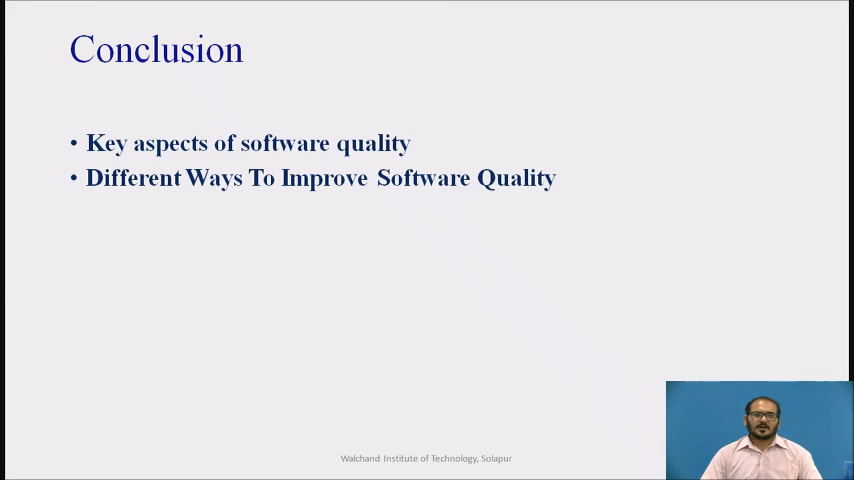 Conclusion
• Key aspects of software quality
• Different Ways To Improve Software Quality
Walchand Institute of Technology, Solapur